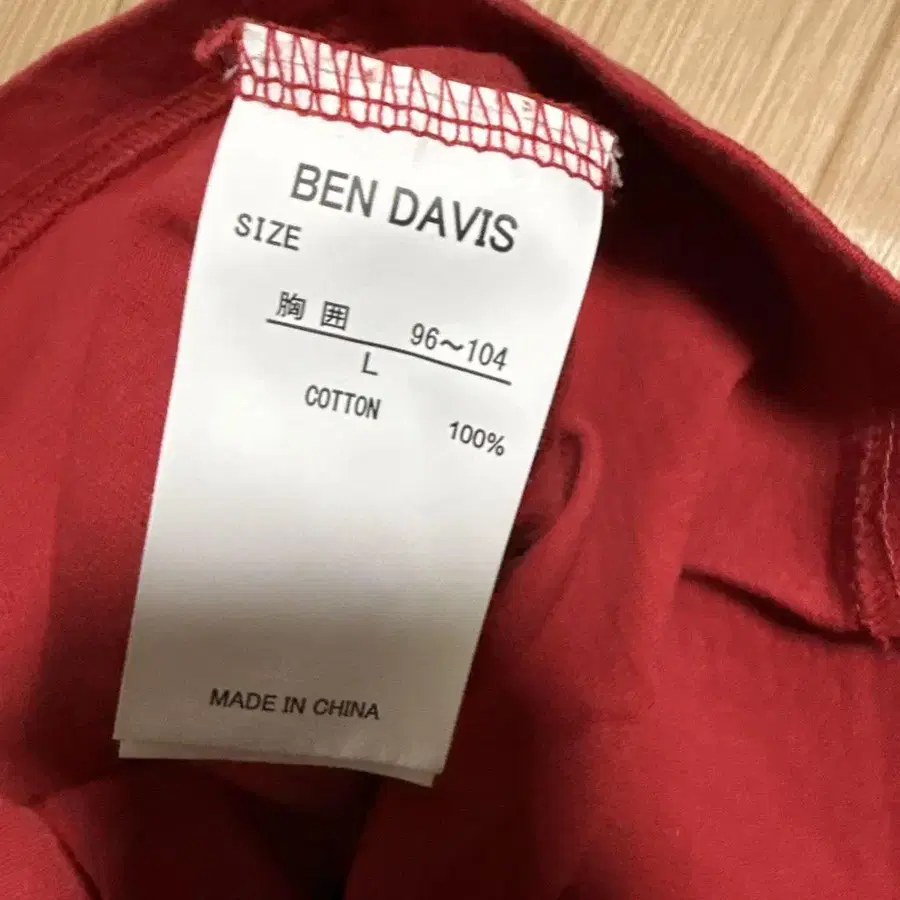 BEN DAVIS
SIZE
胸囲 96～104
L
COTTON 100%
MADE IN CHINA